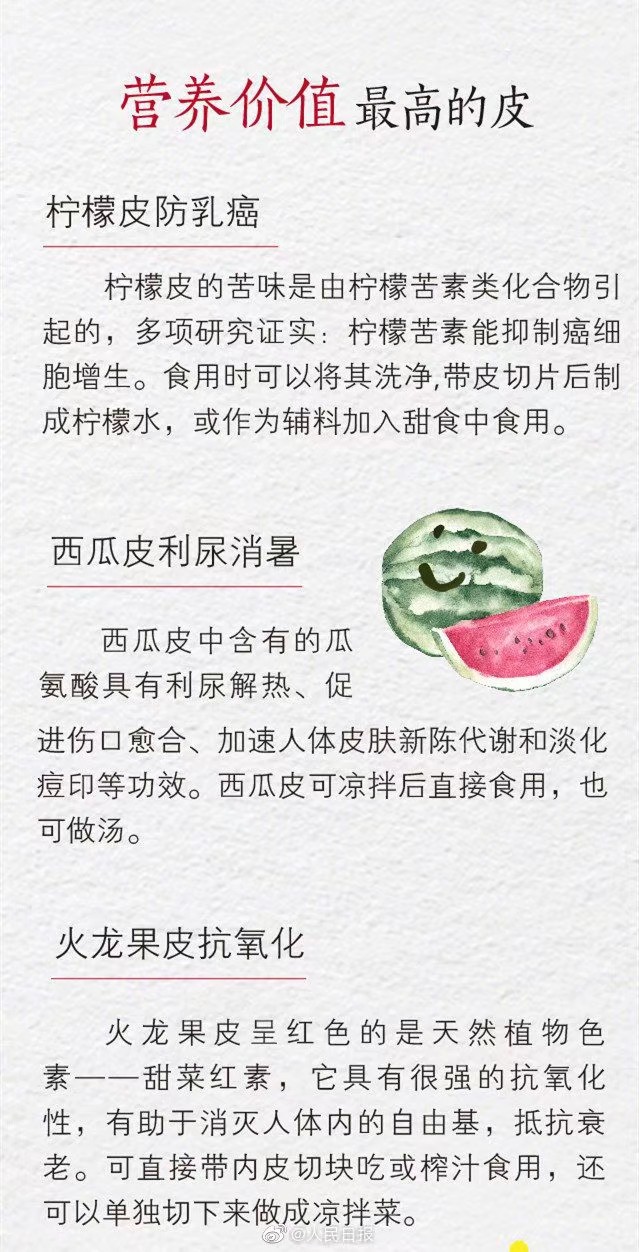 营养价值最高的皮
柠檬皮防乳癌
柠檬皮的苦味是由柠檬苦素类化合物引
起的，多项研究证实：柠檬苦素能抑制癌细
胞增生。食用时可以将其洗净,带皮切片后制
成柠檬水，或作为辅料加入甜食中食用。
西瓜皮利尿消暑
西瓜皮中含有的瓜
氨酸具有利尿解热、促
进伤口愈合、加速人体皮肤新陈代谢和淡化
痘印等功效。西瓜皮可凉拌后直接食用，也
可做汤。
火龙果皮抗氧化
火龙果皮呈红色的是天然植物色
素——甜菜红素，它具有很强的抗氧化
性，有助于消灭人体内的自由基，抵抗衰
老。可直接带内皮切块吃或榨汁食用，还
可以单独切下来做成凉拌菜。
@人民日报